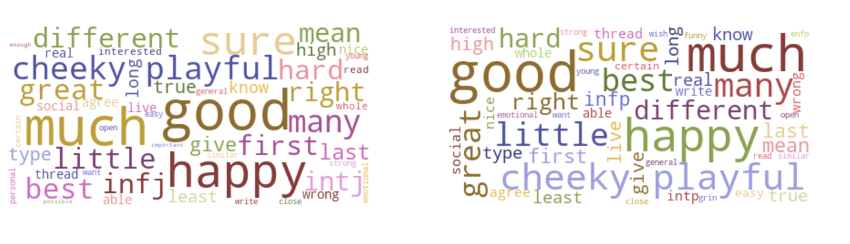 different sure mean
enough real interested high nice
cheeky playful hard young
long read
great true know right
social agree general whole
live
much good many
certain open easy
give first last
type little important similar
thread want infj intj strong
personal best least wrong emotional
able
possible write close
interested hard strong thread wish funny know enfp
high whole sure long much
good certain
young best real many wrong
nice right infp write
great emotional want able different open
social little happy last
type first live mean
general read similar
cheeky playful
agree give intp grin easy true
least close
happy